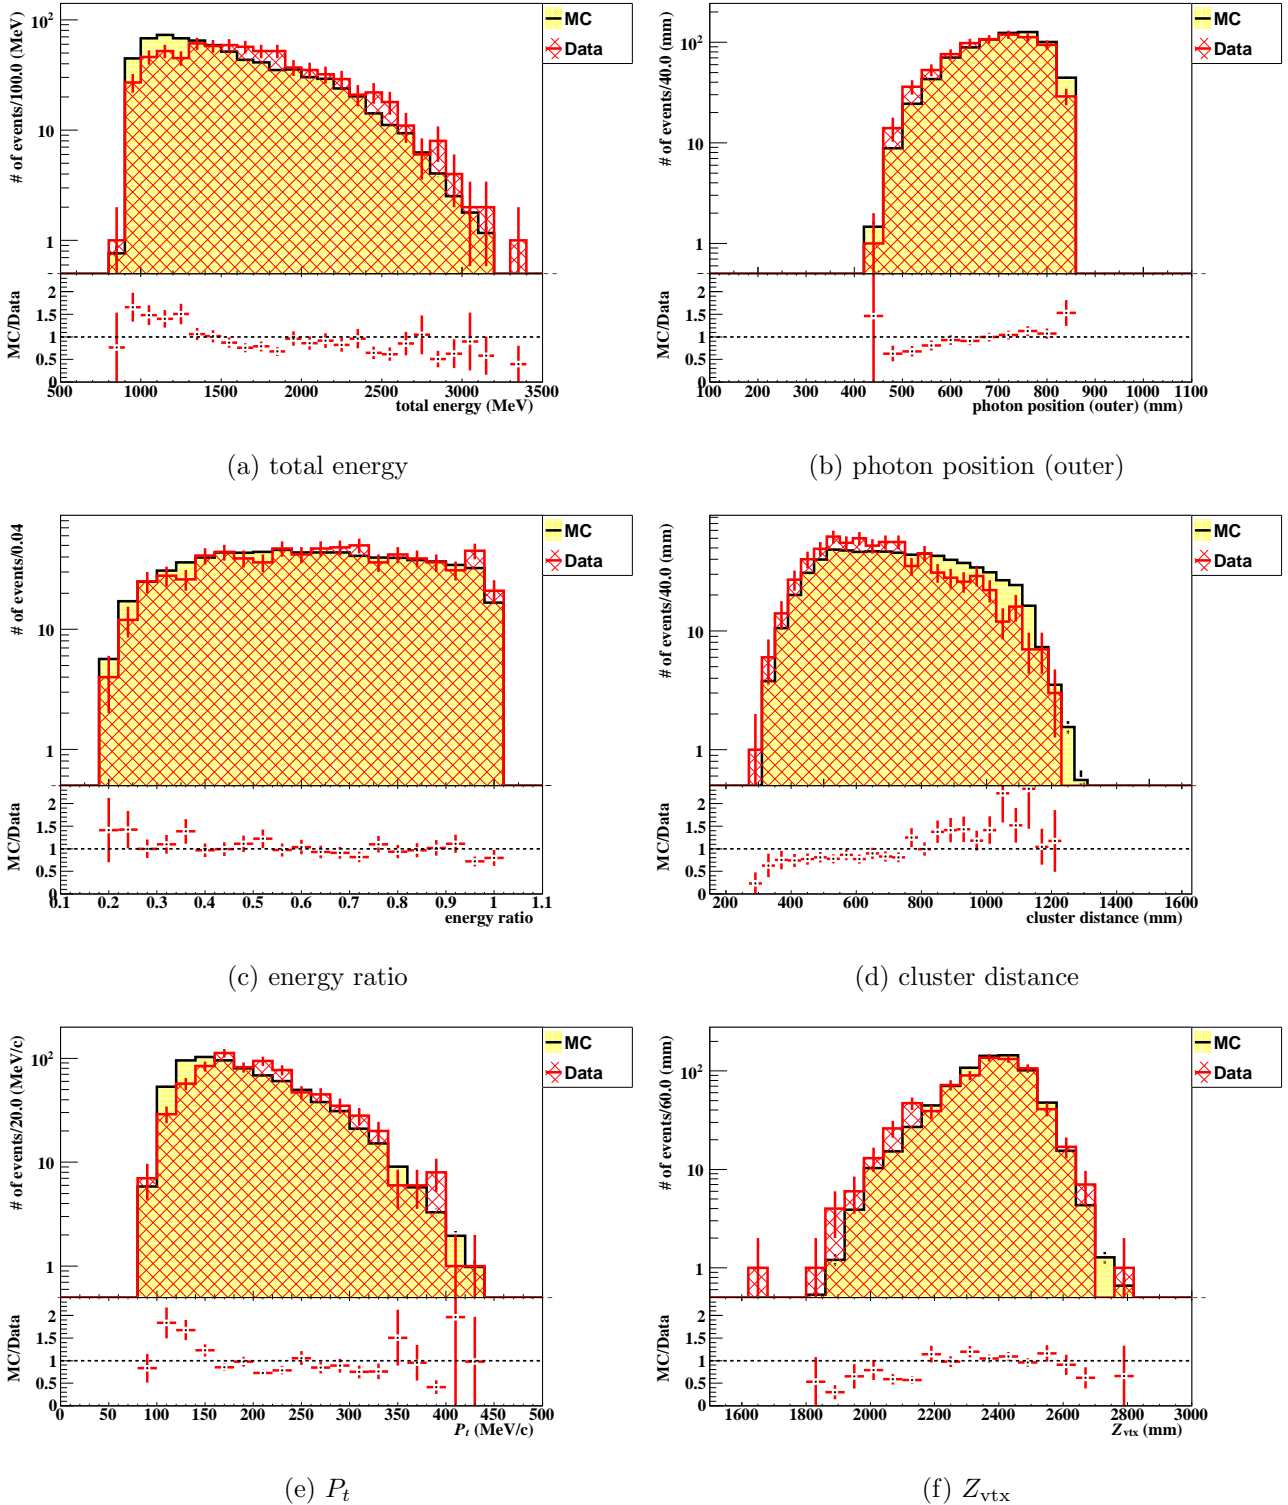 # of events/100.0 (MeV)
10²
10
1
MC
Data
MC/Data
2
1.5
1
0.5
0
500 1000 1500 2000 2500 3000 3500
total energy (MeV)
(a) total energy
# of events/40.0 (mm)
10²
10
1
MC
Data
MC/Data
2
1.5
1
0.5
0
100 200 300 400 500 600 700 800 900 1000 1100
photon position (outer) (mm)
(b) photon position (outer)
# of events/0.04
10
1
MC
Data
MC/Data
2
1.5
1
0.5
0
0.1 0.2 0.3 0.4 0.5 0.6 0.7 0.8 0.9 1 1.1
energy ratio
(c) energy ratio
# of events/40.0 (mm)
10
1
MC
Data
MC/Data
2
1.5
1
0.5
0
200 400 600 800 1000 1200 1400 1600
cluster distance (mm)
(d) cluster distance
# of events/20.0 (MeV/c)
10²
10
1
MC
Data
MC/Data
2
1.5
1
0.5
0
0 50 100 150 200 250 300 350 400 450 500
Pt (MeV/c)
(e) Pt
# of events/60.0 (mm)
10²
10
1
MC
Data
MC/Data
2
1.5
1
0.5
0
1600 1800 2000 2200 2400 2600 2800 3000
Zvtx (mm)
(f) Zvtx